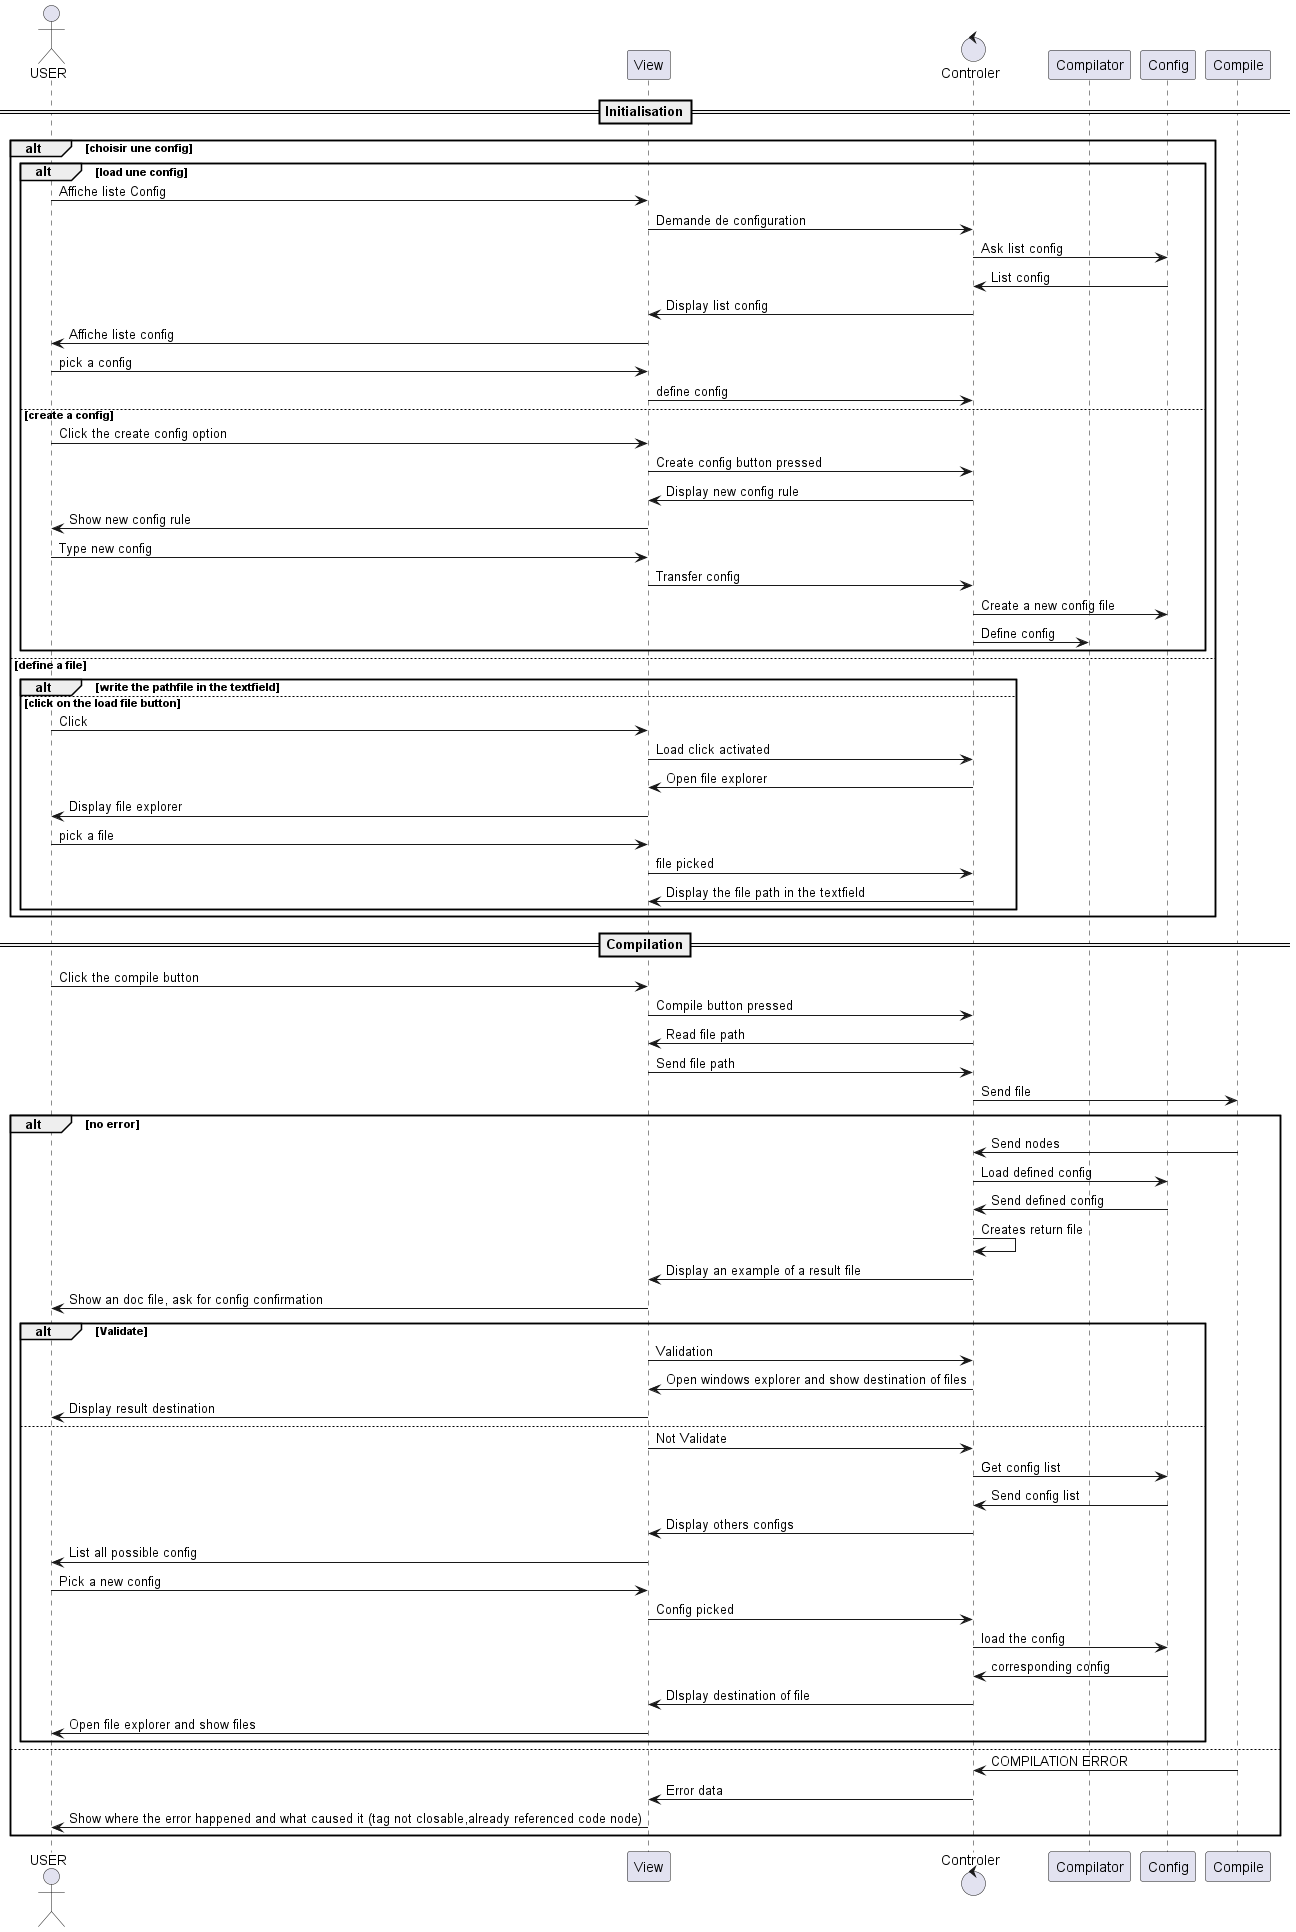 USER
View
Controler
Compilator
Config
Compile
Initialisation
alt [choisir une config]
alt [load une config]
Affiche liste Config
Demande de configuration
Ask list config
List config
Display list config
Affiche liste config
pick a config
define config
[create a config]
Click the create config option
Create config button pressed
Display new config rule
Show new config rule
Type new config
Transfer config
Create a new config file
Define config
[define a file]
alt [write the pathfile in the textfield]
[click on the load file button]
Click
Load click activated
Open file explorer
Display file explorer
pick a file
file picked
Display the file path in the textfield
Compilation
Click the compile button
Compile button pressed
Read file path
Send file path
Send file
alt [no error]
Send nodes
Load defined config
Send defined config
Creates return file
Display an example of a result file
Show an doc file, ask for config confirmation
alt [Validate]
Validation
Open windows explorer and show destination of files
Display result destination
Not Validate
Get config list
Send config list
Display others configs
List all possible config
Pick a new config
Config picked
load the config
corresponding config
DIsplay destination of file
Open file explorer and show files
COMPILATION ERROR
Error data
Show where the error happened and what caused it (tag not closable,already referenced code node)
USER
View
Controler
Compilator
Config
Compile